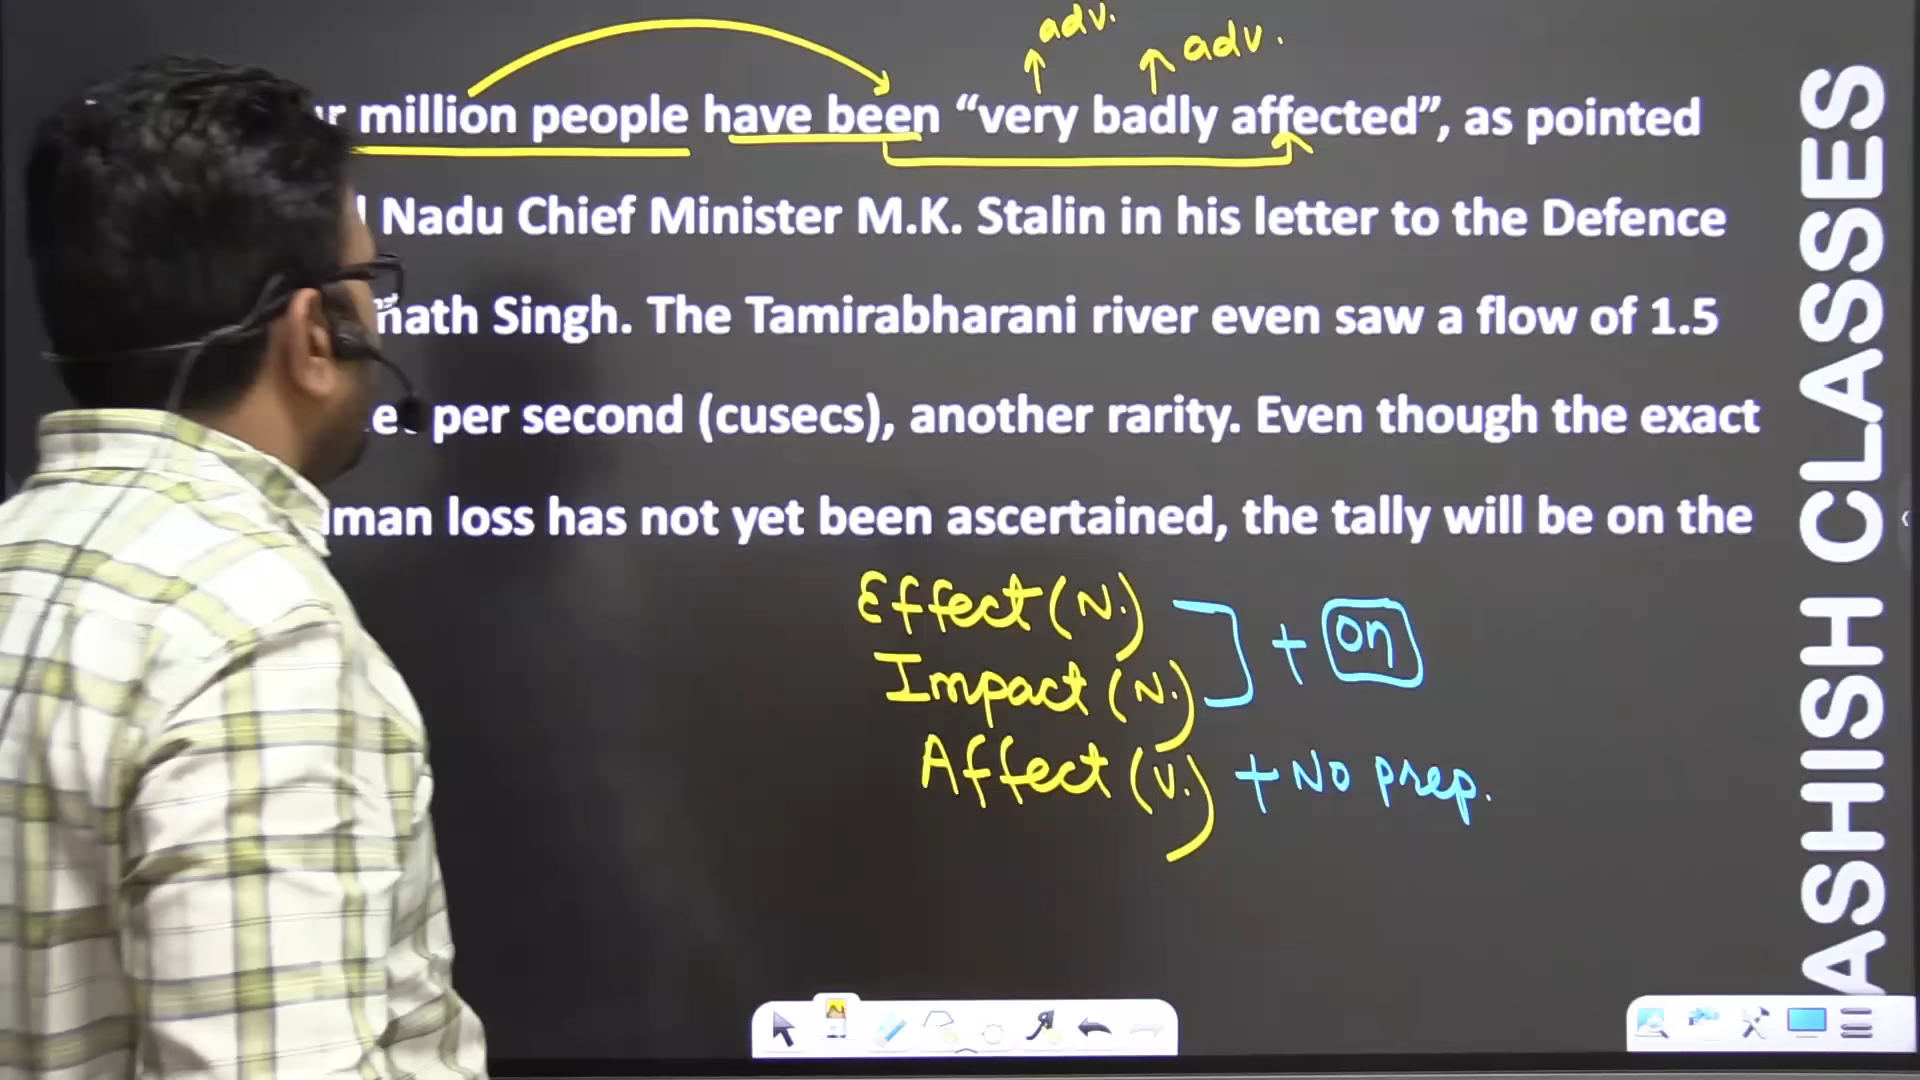 adv.
adv.
million people have been “very badly affected”, as pointed
Nadu Chief Minister M.K. Stalin in his letter to the Defence
Singh. The Tamirabharani river even saw a flow of 1.5
per second (cusecs), another rarity. Even though the exact
loss has not yet been ascertained, the tally will be on the
Effect (N.)
Impact (N.)
+ on
Affect (V.) + No prep.
ASHISH CLASSES